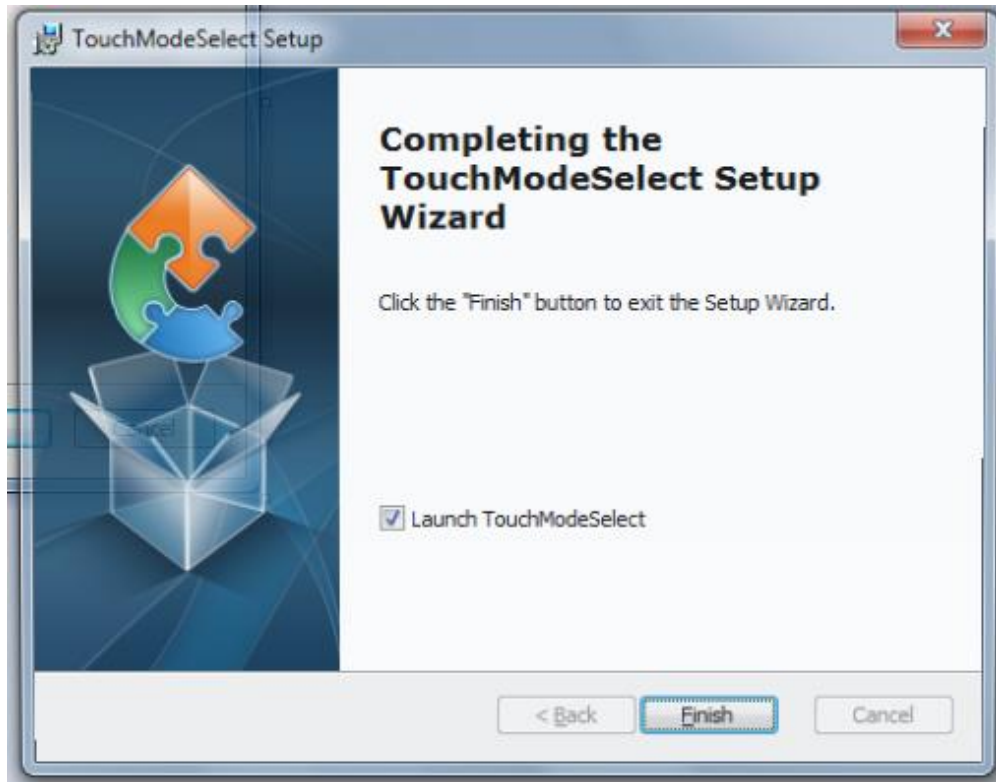 TouchModeSelect Setup
Completing the
TouchModeSelect Setup
Wizard
Click the "Finish" button to exit the Setup Wizard.
Cancel
Launch TouchModeSelect
< Back
Finish
Cancel